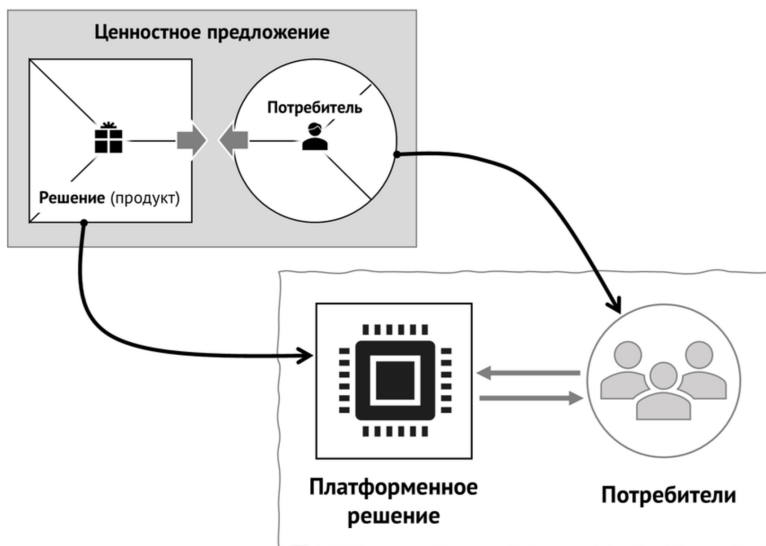 Ценностное предложение
Потребитель
Решение (продукт)
Платформенное
решение
Потребители